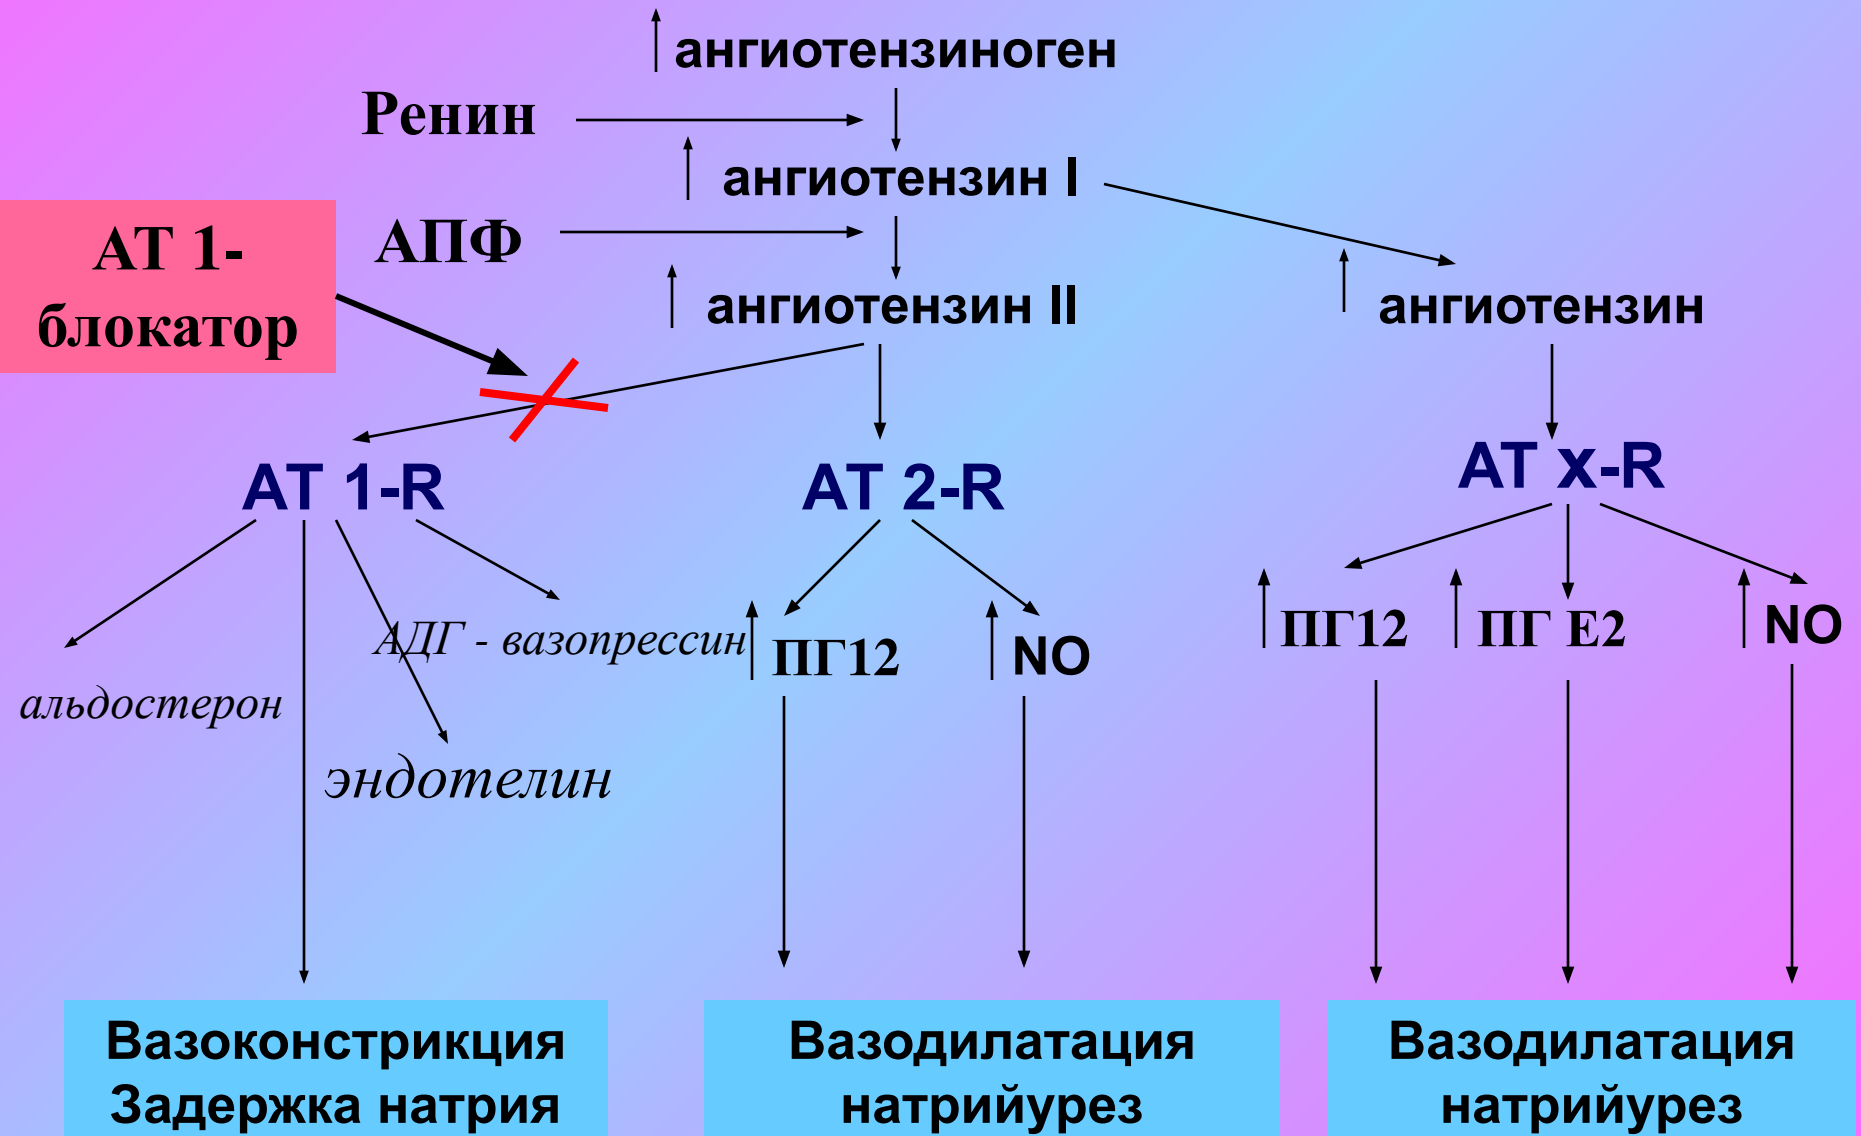 ангиотензиноген
Ренин
ангиотензин I
АПФ
АТ 1-
блокатор
ангиотензин II
ангиотензин
АТ 1-R
АТ 2-R
АТ х-R
АДГ - вазопрессин
ПГ12
NO
ПГ12
ПГ Е2
NO
альдостерон
эндотелин
Вазоконстрикция
Задержка натрия
Вазодилатация
натрийурез
Вазодилатация
натрийурез